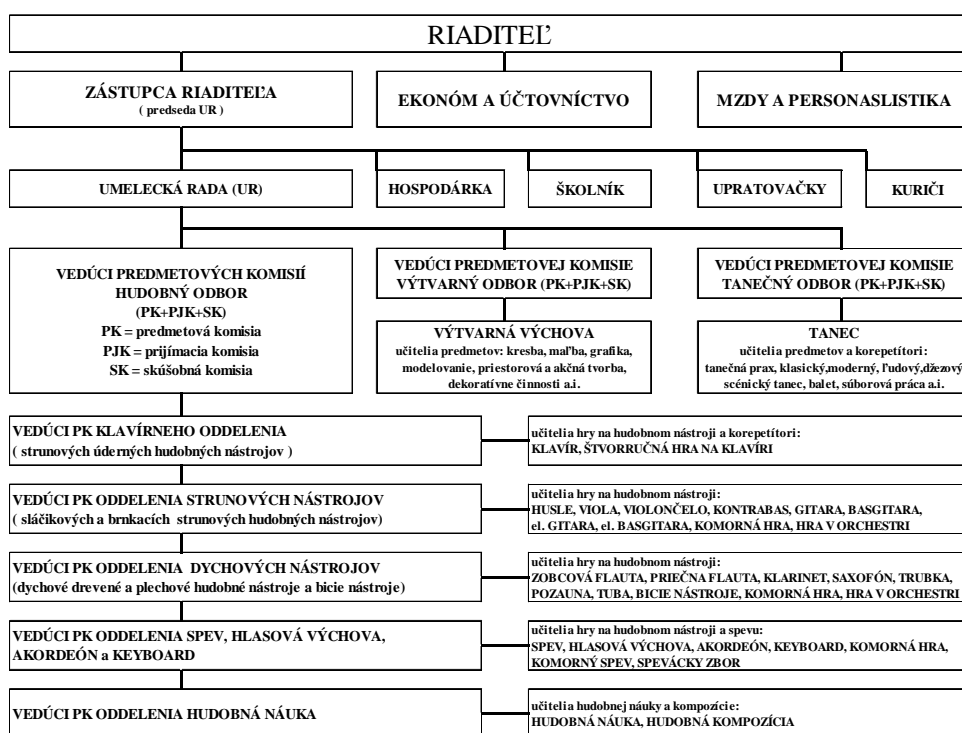 RIADITEĽ
ZÁSTUPCA RIADITEĽA
( predseda UR )
EKONÓM A ÚČTOVNÍCTVO
MZDY A PERSONASLISTIKA
UMELECKÁ RADA (UR)
HOSPODÁRKA
ŠKOLNÍK
UPRATOVAČKY
KURIČI
VEDÚCI PREDMETOVÝCH KOMISIÍ
HUDOBNÝ ODBOR
(PK+PJK+SK)
PK = predmetová komisia
PJK = prijímacia komisia
SK = skúšobná komisia
VEDÚCI PREDMETOVEJ KOMISIE
VÝTVARNÝ ODBOR (PK+PJK+SK)
VEDÚCI PREDMETOVEJ KOMISIE
TANEČNÝ ODBOR (PK+PJK+SK)
VÝTVARNÁ VÝCHOVA
učitelia predmetov: kresba, maľba, grafika,
modelovanie, priestorová a akčná tvorba,
dekoratívne činnosti a.i.
TANEC
učitelia predmetov a korepetítori:
tanečná prax, klasický,moderný, ľudový,džezový,
scénický tanec, balet, súborová práca a.i.
VEDÚCI PK KLAVÍRNEHO ODDELENIA
( strunových úderných hudobných nástrojov )
učitelia hry na hudobnom nástroji a korepetítori:
KLAVÍR, ŠTVORRUČNÁ HRA NA KLAVÍRI
VEDÚCI PK ODDELENIA STRUNOVÝCH NÁSTROJOV
( sláčikových a brnkacích strunových hudobných nástrojov)
učitelia hry na hudobnom nástroji:
HUSLE, VIOLA, VIOLONČELO, KONTRABAS, GITARA, BASGITARA,
el. GITARA, el. BASGITARA, KOMORNÁ HRA, HRA V ORCHESTRI
VEDÚCI PK ODDELENIA DYCHOVÝCH NÁSTROJOV
(dychové drevené a plechové hudobné nástroje a bicie nástroje)
učitelia hry na hudobnom nástroji:
ZOBCOVÁ FLAUTA, PRIEČNA FLAUTA, KLARINET, SAXOFÓN, TRUBKA,
POZAUNA, TUBA, BICIE NÁSTROJE, KOMORNÁ HRA, HRA V ORCHESTRI
VEDÚCI PK ODDELENIA SPEV, HLASOVÁ VÝCHOVA,
AKORDEÓN a KEYBOARD
učitelia hry na hudobnom nástroji a spevu:
SPEV, HLASOVÁ VÝCHOVA, AKORDEÓN, KEYBOARD, KOMORNÁ HRA,
KOMORNÝ SPEV, SPEVÁCKY ZBOR
VEDÚCI PK ODDELENIA HUDOBNÁ NÁUKA
učitelia hudobnej náuky a kompozície:
HUDOBNÁ NÁUKA, HUDOBNÁ KOMPOZÍCIA